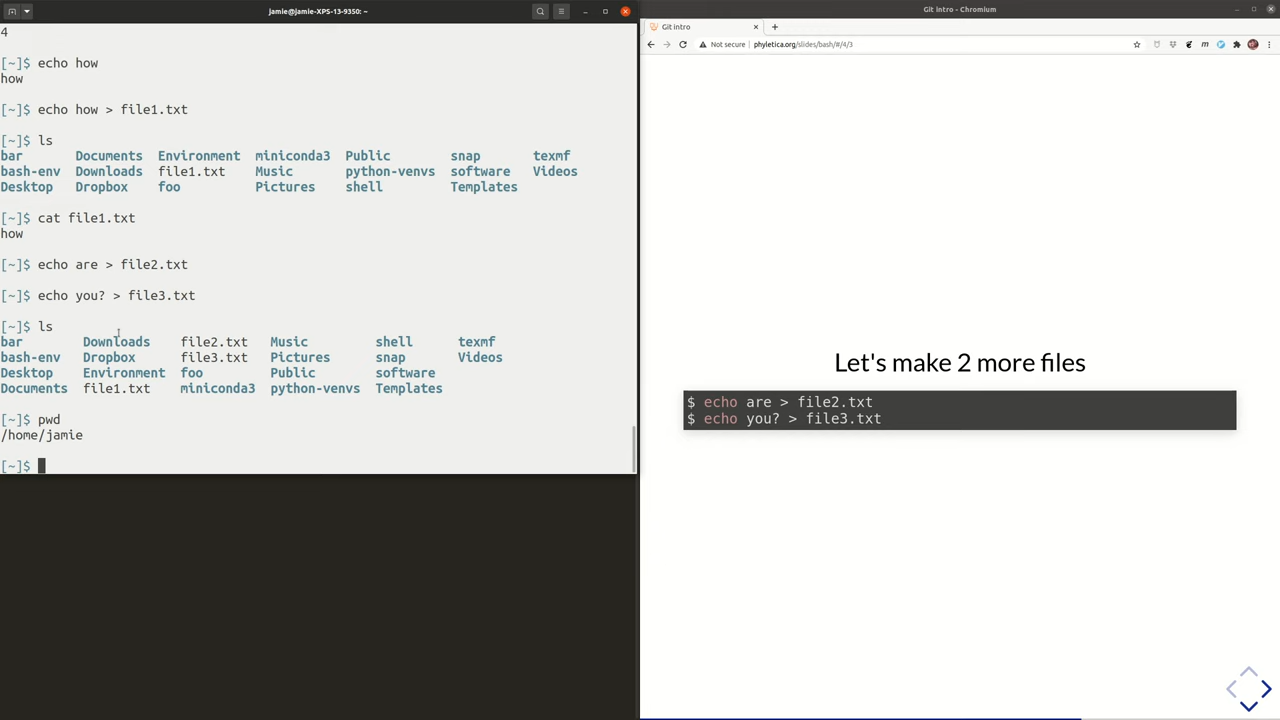 jamie@jamie-XPS-13-9350: ~
4
[~]$ echo how
how
[~]$ echo how > file1.txt
[~]$ ls
bar Documents Environment miniconda3 Public snap texmf
bash-env Downloads file1.txt Music python-venvs software Videos
Desktop Dropbox foo Pictures shell Templates
[~]$ cat file1.txt
how
[~]$ echo are > file2.txt
[~]$ echo you? > file3.txt
[~]$ ls
bar Downloads file2.txt Music shell texmf
bash-env Dropbox file3.txt Pictures snap Videos
Desktop Environment foo Public software
Documents file1.txt miniconda3 python-venvs Templates
[~]$ pwd
/home/jamie
[~]$
Git intro - Chromium
Git intro
Not secure phyletica.org/slides/bash/#/4/3
Let's make 2 more files
$ echo are > file2.txt
$ echo you? > file3.txt